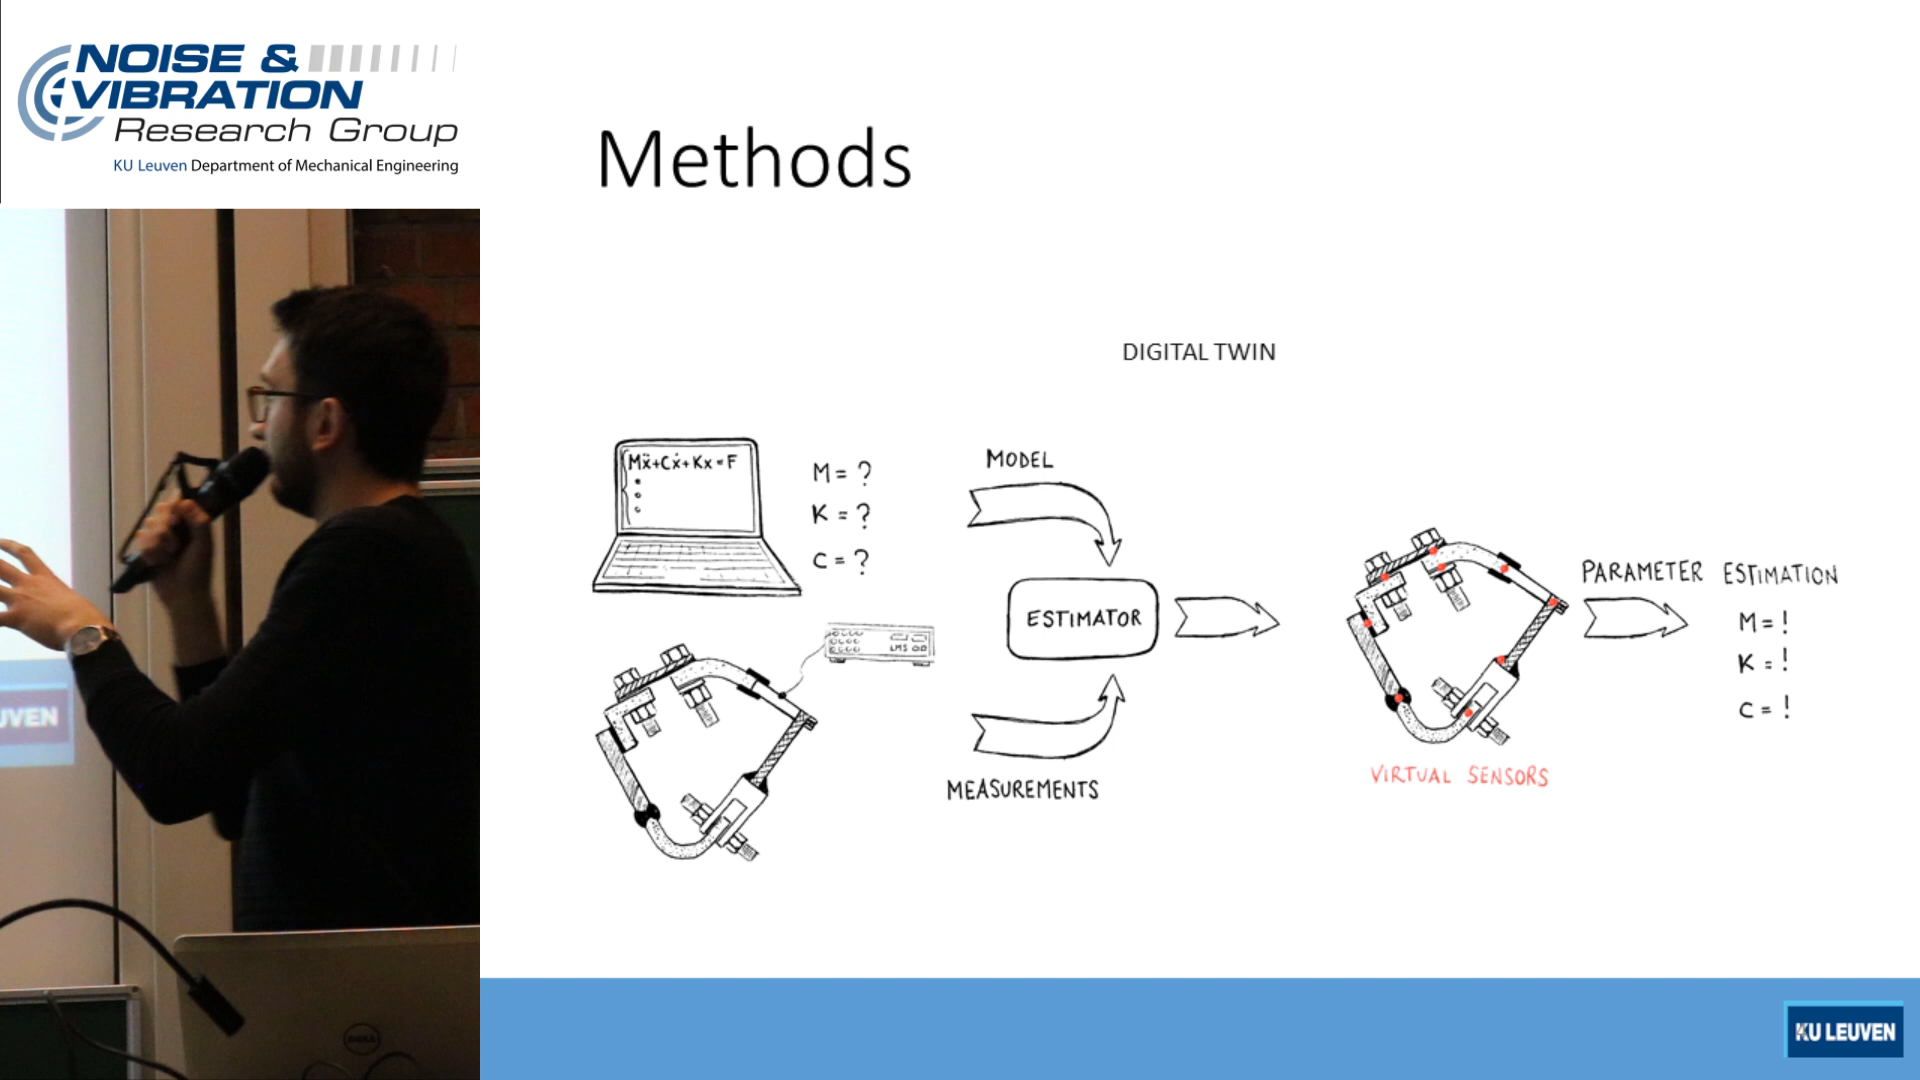 NOISE &
VIBRATION
Research Group
KU Leuven Department of Mechanical Engineering
Methods
DIGITAL TWIN
Mẍ+Cẋ+Kx=F
M = ?
K = ?
C = ?
MODEL
LMS
ESTIMATOR
MEASUREMENTS
VIRTUAL SENSORS
PARAMETER ESTIMATION
M = !
K = !
C = !
UVEN
DELL
KU LEUVEN